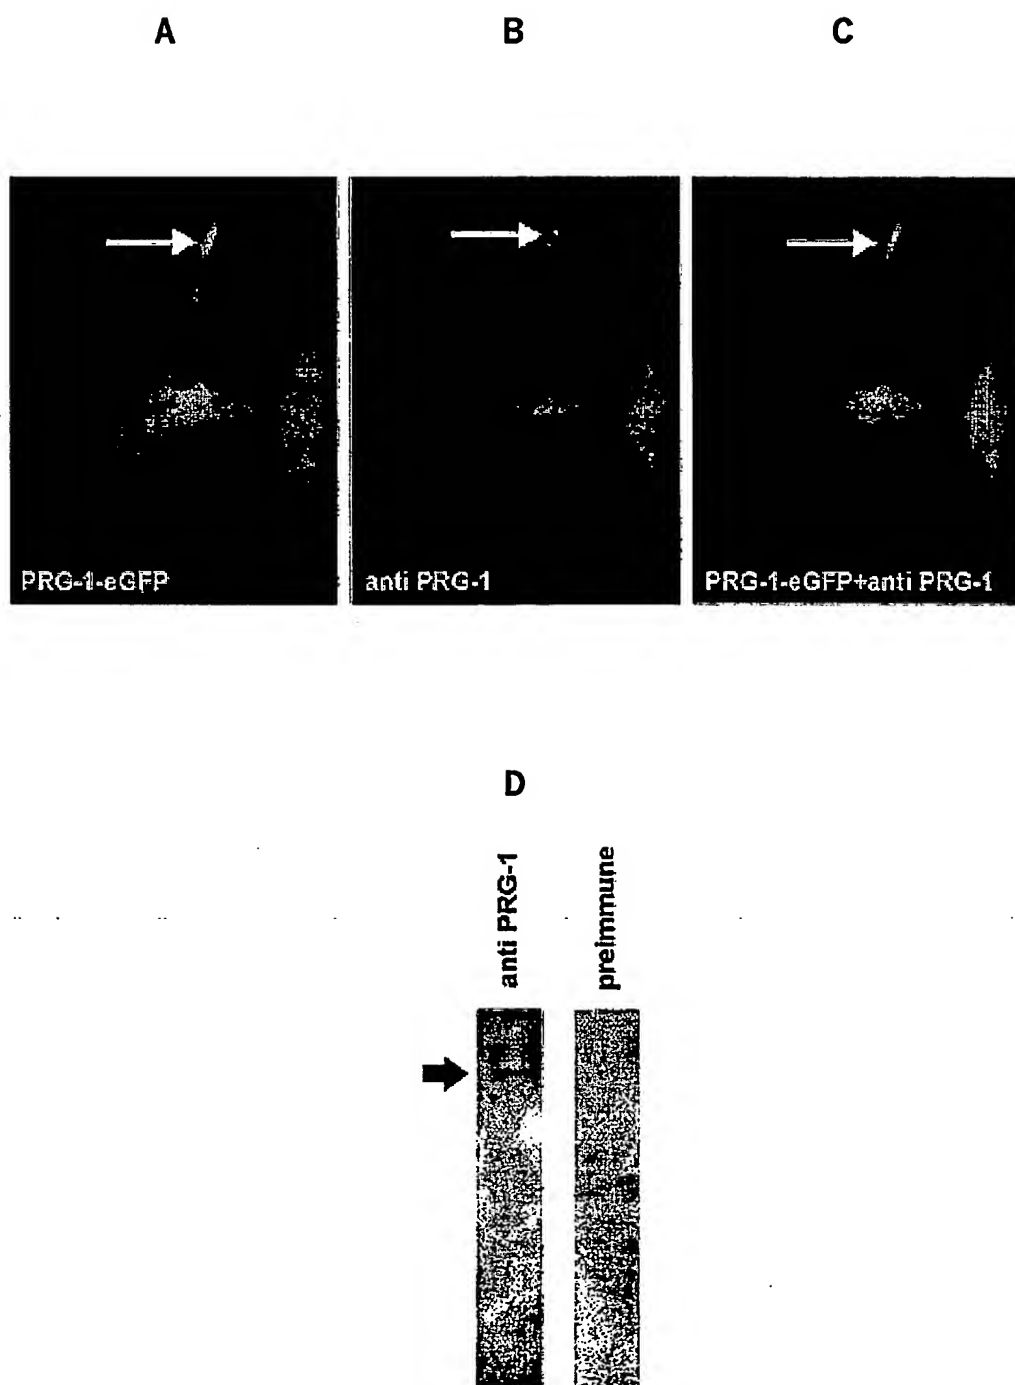 A
B
C
PRG-1-eGFP
anti PRG-1
PRG-1-eGFP+anti PRG-1
D
anti PRG-1
preimmune